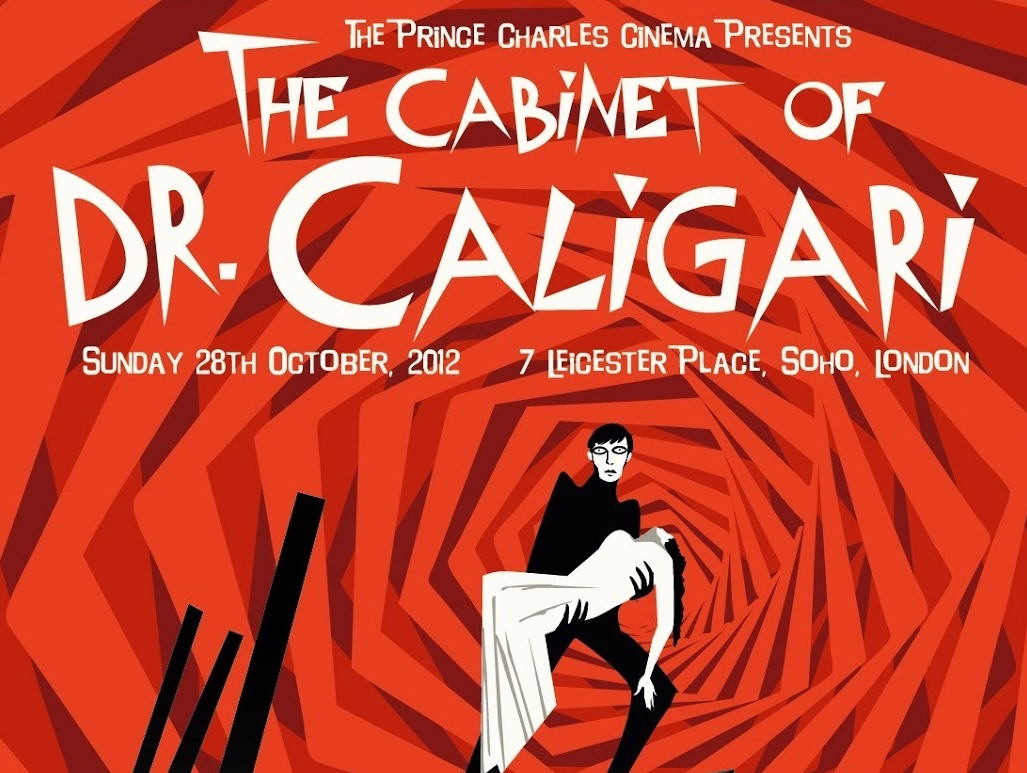 The Prince Charles Cinema Presents
The Cabinet of
Dr. Caligari
Sunday 28th October, 2012 7 Leicester Place, Soho, London